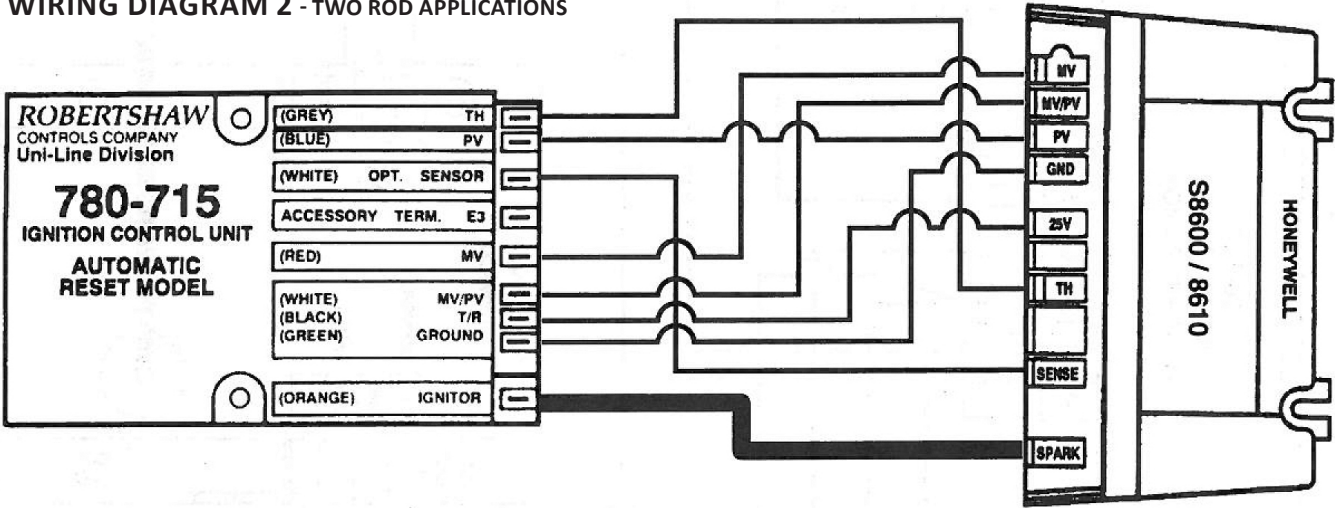 WIRING DIAGRAM 2 - TWO ROD APPLICATIONS
ROBERTSHAW
CONTROLS COMPANY
Uni-Line Division
780-715
IGNITION CONTROL UNIT
AUTOMATIC
RESET MODEL
(GREY) TH
(BLUE) PV
(WHITE) OPT. SENSOR
ACCESSORY TERM. E3
(RED) MV
(WHITE) MV/PV
(BLACK) T/R
(GREEN) GROUND
(ORANGE) IGNITOR
MV
MV/PV
PV
GND
25V
TH
SENSE
SPARK
S8600 / 8610
HONEYWELL